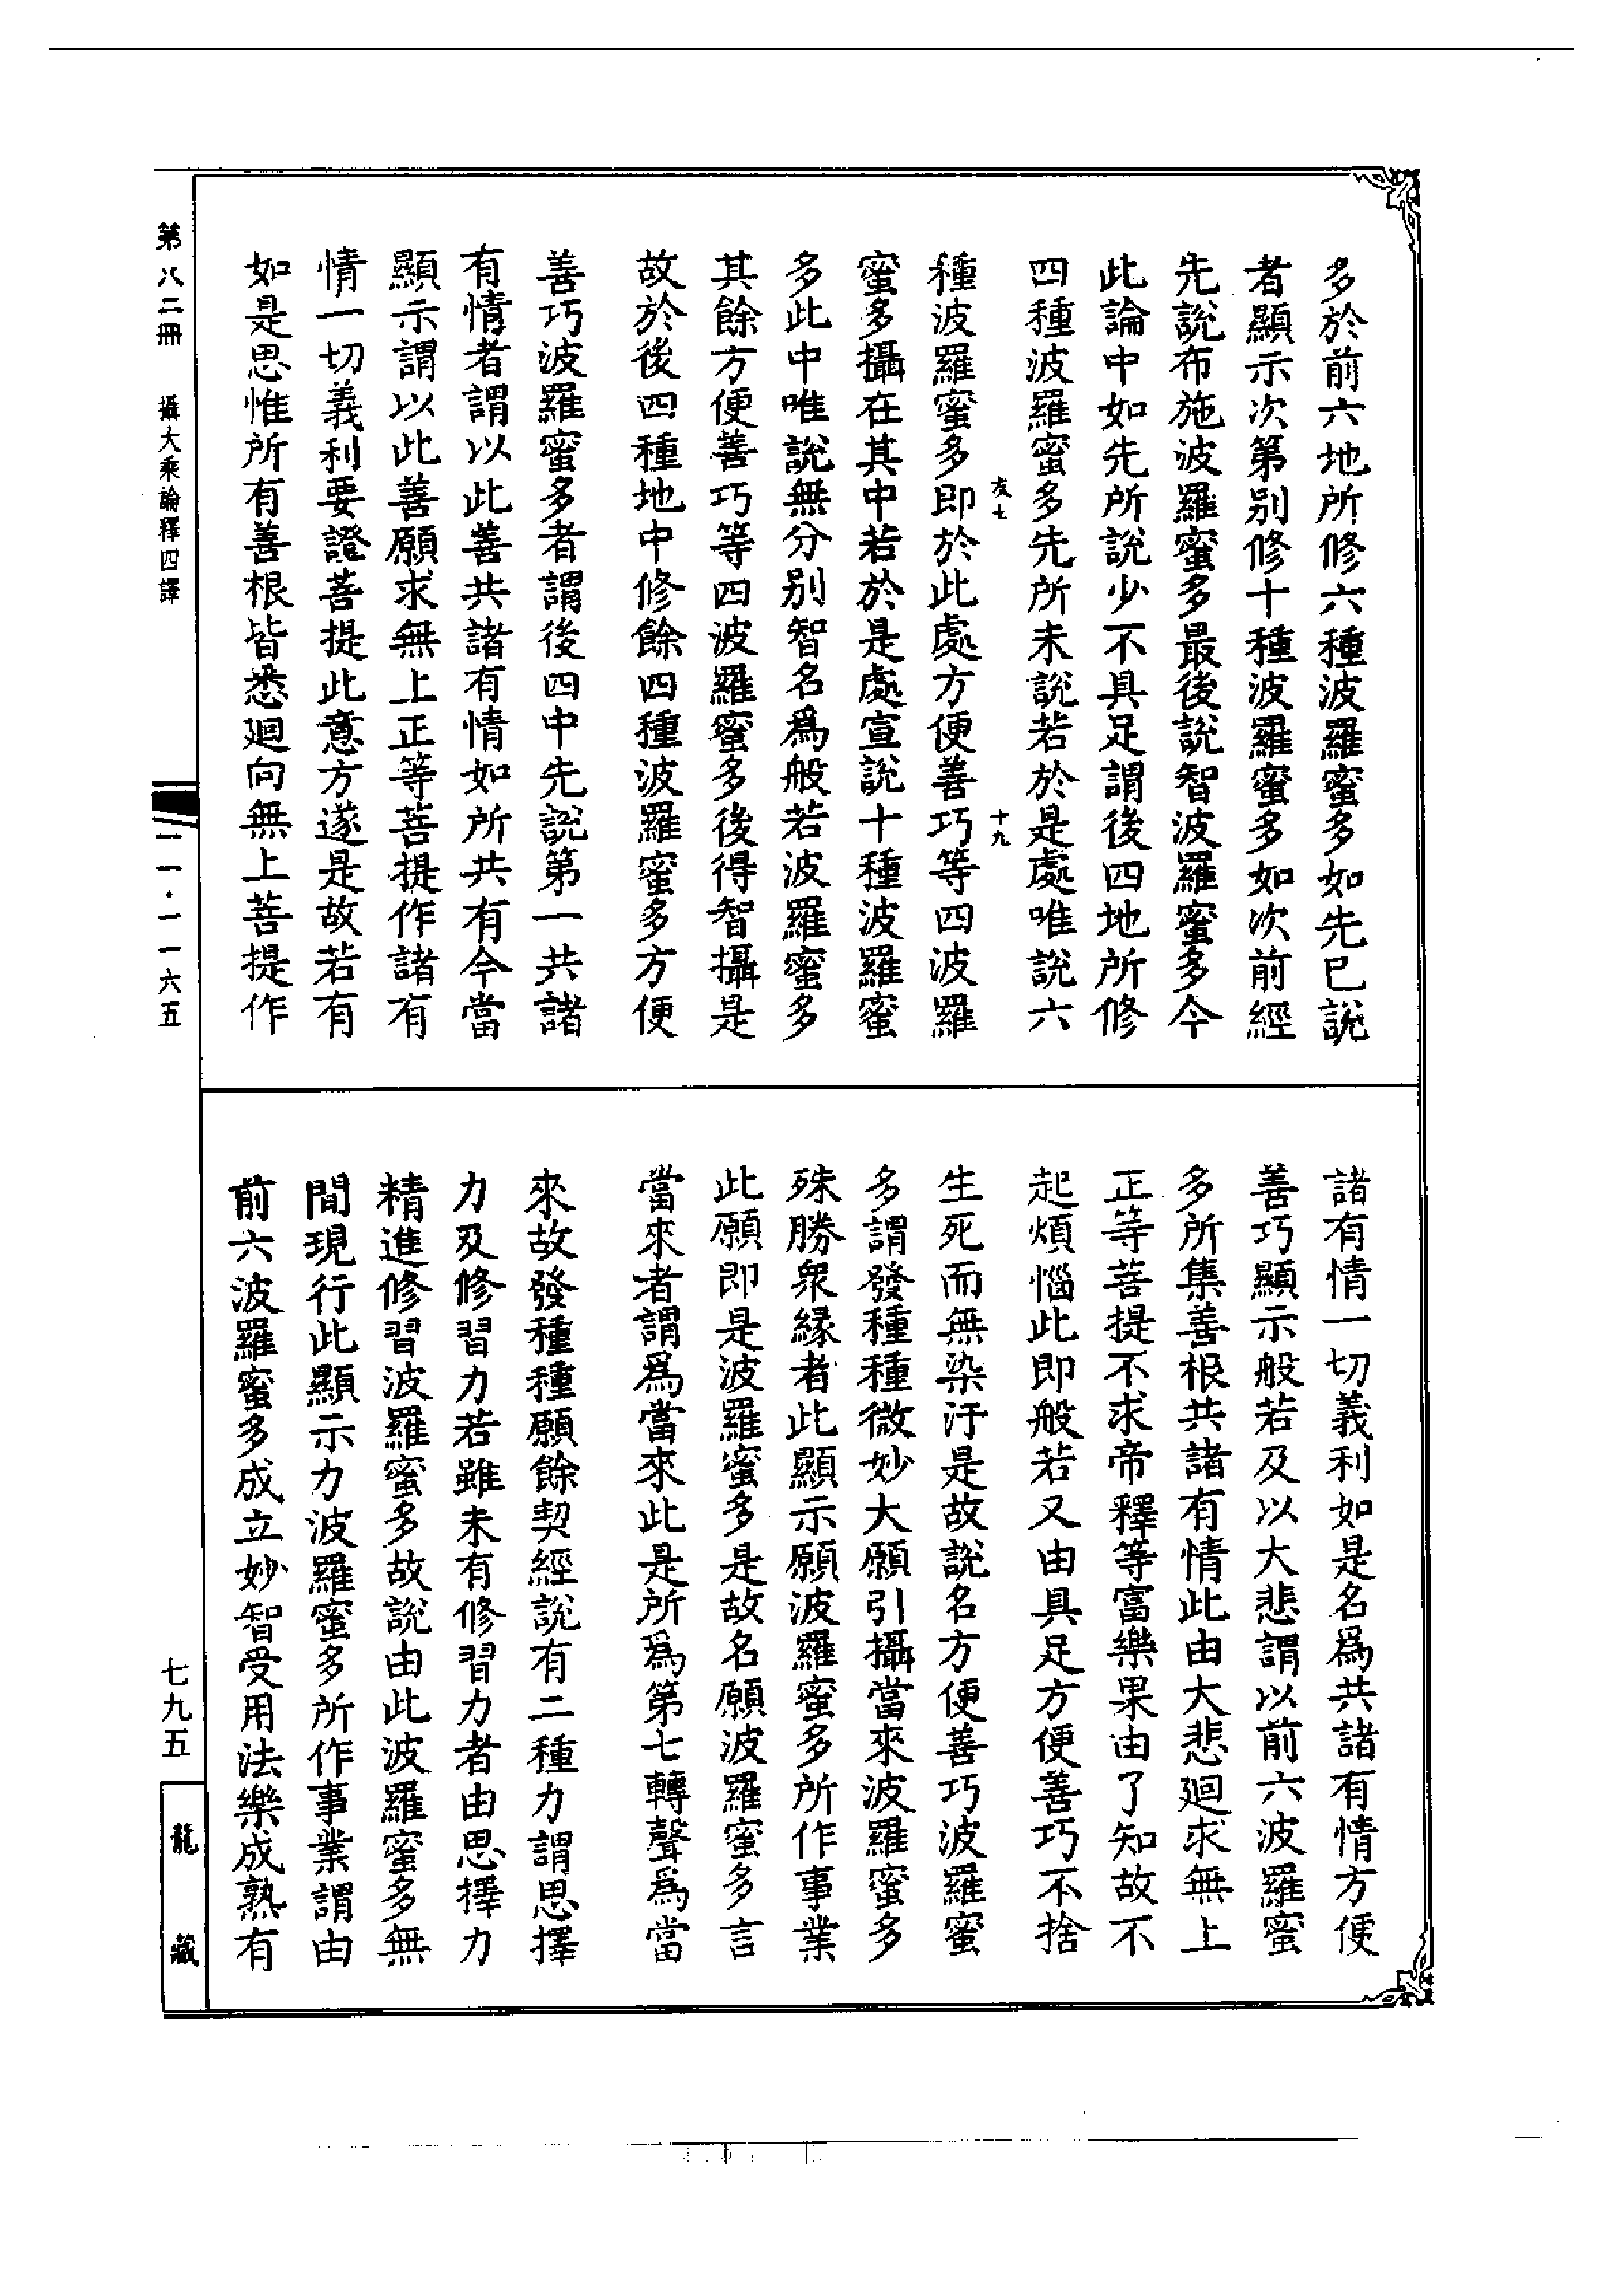 多於前六地所修六種波羅蜜多如先已說
者顯示次第别修十種波羅蜜多如次前經
先說布施波羅蜜多最後說智波羅蜜多今
此論中如先所說少不具足謂後四地所修
四種波羅蜜多先所未說若於是處唯說六
友七
十九
種波羅蜜多即於此處方便善巧等四波羅
蜜多攝在其中若於是處宣說十種波羅蜜
多此中唯說無分别智名爲般若波羅蜜多
其餘方便善巧等四波羅蜜多後得智攝是
故於後四種地中修餘四種波羅蜜多方便
善巧波羅蜜多者謂後四中先說第一共諸
有情者謂以此善共諸有情如所共有今當
顯示謂以此善願求無上正等菩提作諸有
情一切義利要證菩提此意方遂是故若有
如是思惟所有善根皆悉迴向無上菩提作
諸有情一切義利如是名爲共諸有情方便
善巧顯示般若及以大悲謂以前六波羅蜜
多所集善根共諸有情此由大悲迴求無上
正等菩提不求帝釋等富樂果由了知故不
起煩惱此即般若又由具足方便善巧不捨
生死而無染汙是故說名方便善巧波羅蜜
多謂發種種微妙大願引攝當來波羅蜜多
殊勝衆緣者此顯示願波羅蜜多所作事業
此願即是波羅蜜多是故名願波羅蜜多言
當來者謂爲當來此是所爲第七轉聲爲當
來故發種種願餘契經說有二種力謂思擇
力及修習力若雖未有修習力者由思擇力
精進修習波羅蜜多故說由此波羅蜜多無
間現行此顯示力波羅蜜多所作事業謂由
前六波羅蜜多成立妙智受用法樂成熟有
第八二冊
攝大乘論釋四譯
二一·一一六五
七九五
龍藏